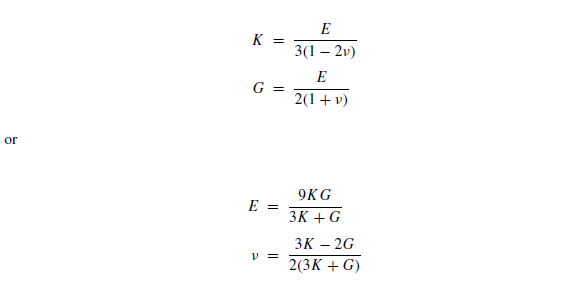 K = E / 3(1 − 2ν)
G = E / 2(1 + ν)
or
E = 9KG / 3K + G
ν = 3K − 2G / 2(3K + G)